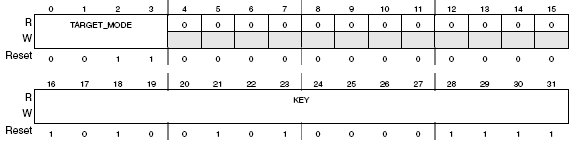 0 1 2 3 4 5 6 7 8 9 10 11 12 13 14 15
R TARGET_MODE 0 0 0 0 0 0 0 0 0 0 0 0
W
Reset 0 0 1 1 0 0 0 0 0 0 0 0 0 0 0 0
16 17 18 19 20 21 22 23 24 25 26 27 28 29 30 31
R KEY
W
Reset 1 0 1 0 0 1 0 1 0 0 0 0 1 1 1 1